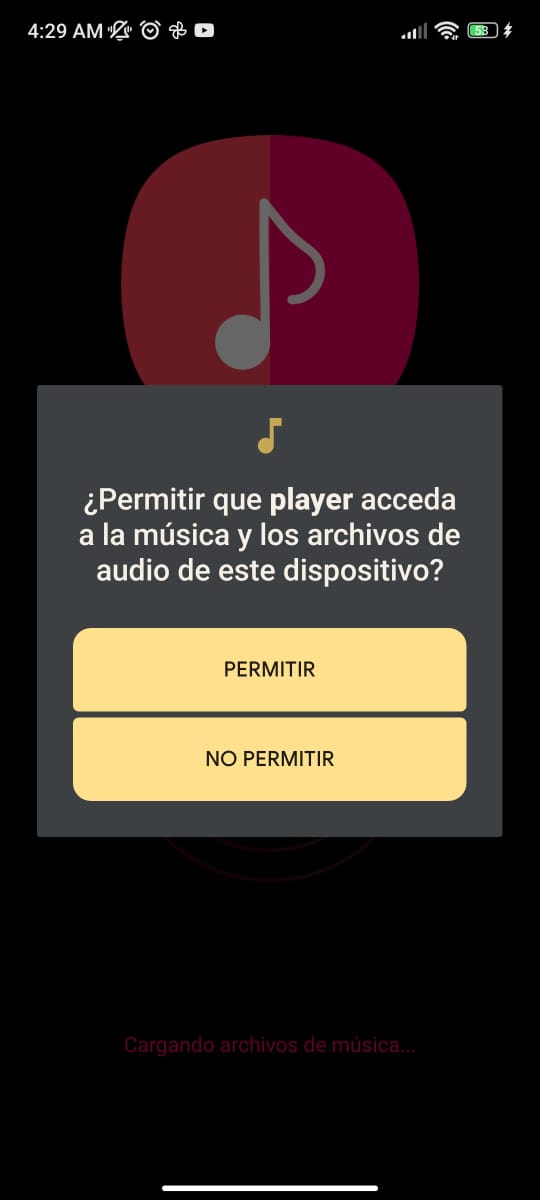 4:29 AM
53
¿Permitir que player acceda
a la música y los archivos de
audio de este dispositivo?
PERMITIR
NO PERMITIR
Cargando archivos de música...